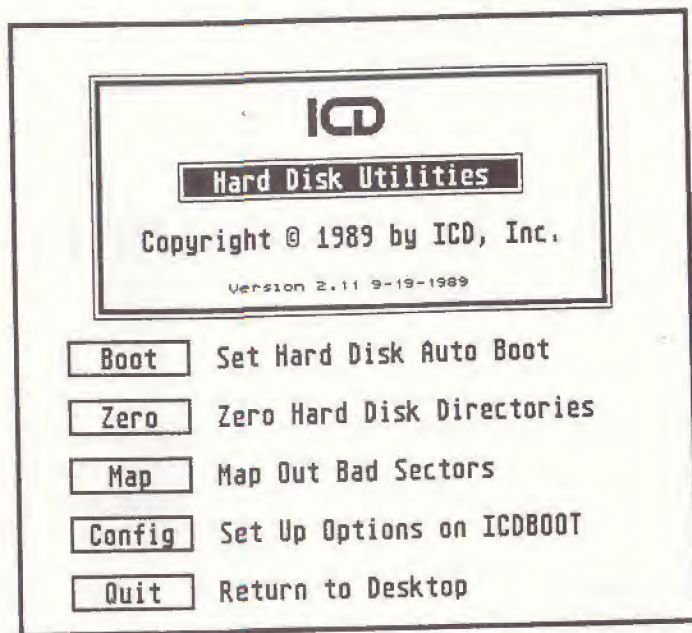 ICD
Hard Disk Utilities
Copyright © 1989 by ICD, Inc.
Version 2.11 9-19-1989
Boot Set Hard Disk Auto Boot
Zero Zero Hard Disk Directories
Map Map Out Bad Sectors
Config Set Up Options on ICDBOOT
Quit Return to Desktop